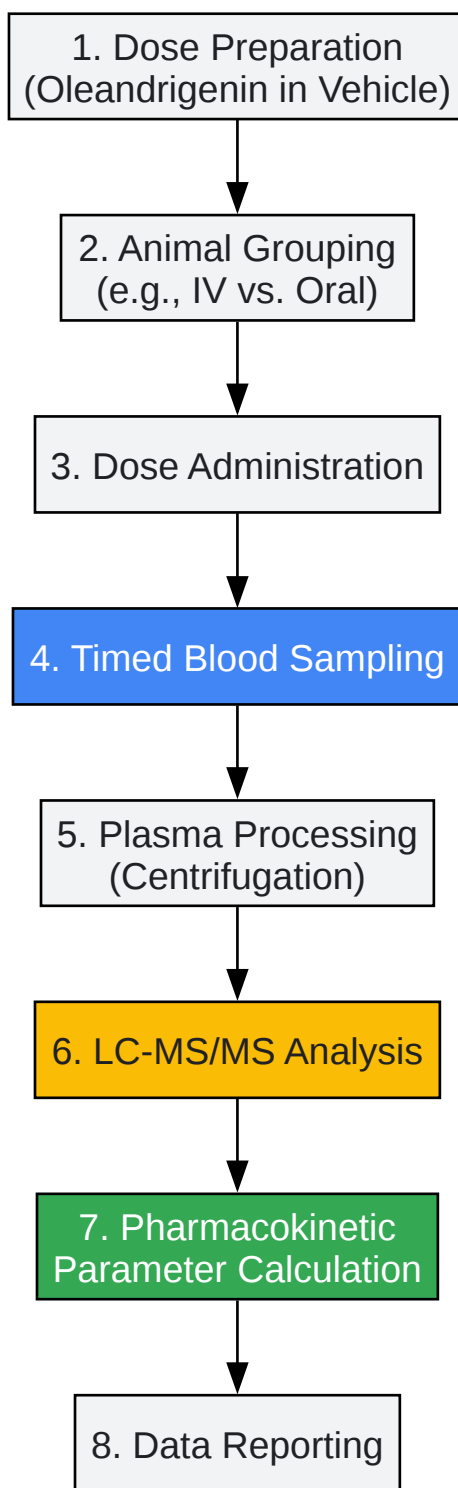 1. Dose Preparation
(Oleandrigenin in Vehicle)
2. Animal Grouping
(e.g., IV vs. Oral)
3. Dose Administration
4. Timed Blood Sampling
5. Plasma Processing
(Centrifugation)
6. LC-MS/MS Analysis
7. Pharmacokinetic
Parameter Calculation
8. Data Reporting